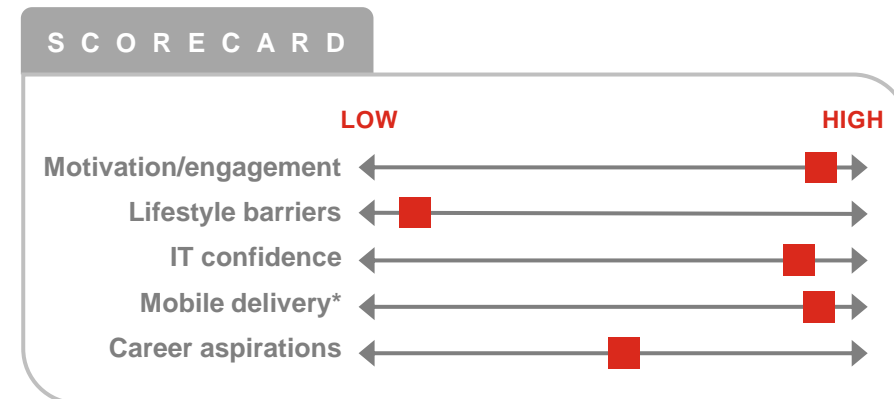 SCORECARD
LOW HIGH
Motivation/engagement
Lifestyle barriers
IT confidence
Mobile delivery*
Career aspirations